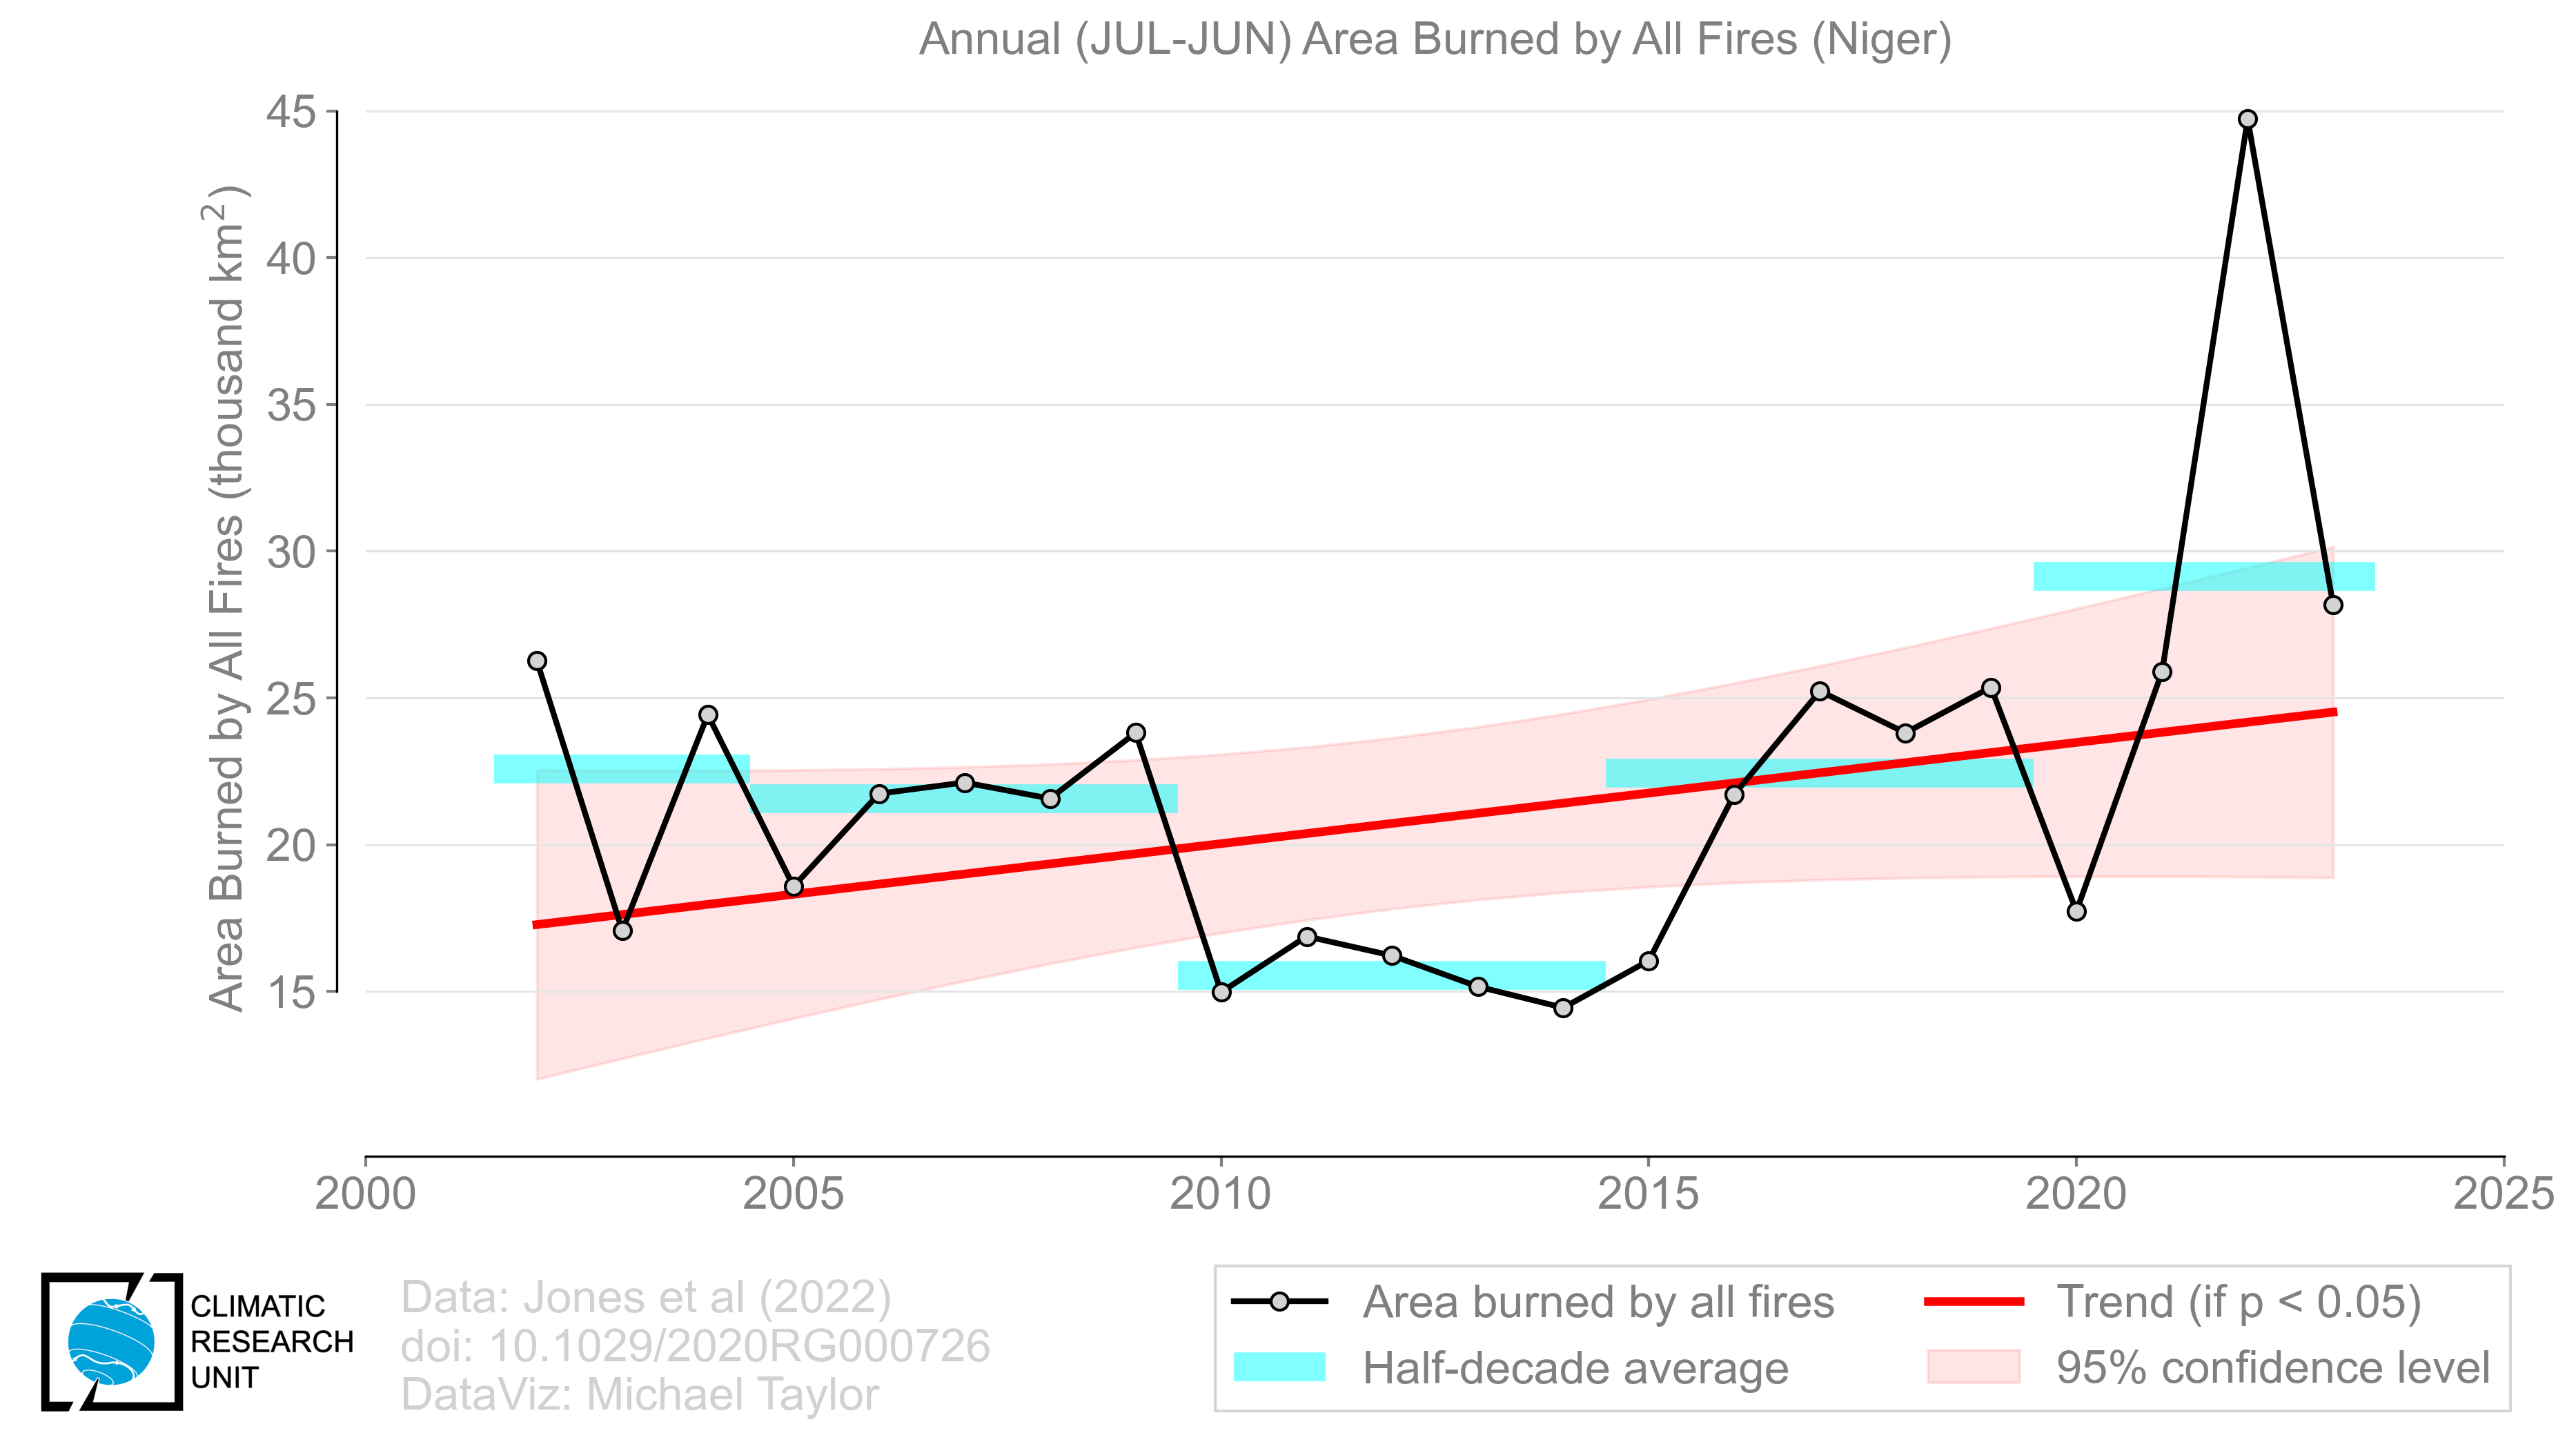 Annual (JUL-JUN) Area Burned by All Fires (Niger)
Area Burned by All Fires (thousand km²)
45
40
35
30
25
20
15
2000
2005
2010
2015
2020
2025
CLIMATIC
RESEARCH
UNIT
Data: Jones et al (2022)
doi: 10.1029/2020RG000726
DataViz: Michael Taylor
Area burned by all fires
Half-decade average
Trend (if p < 0.05)
95% confidence level